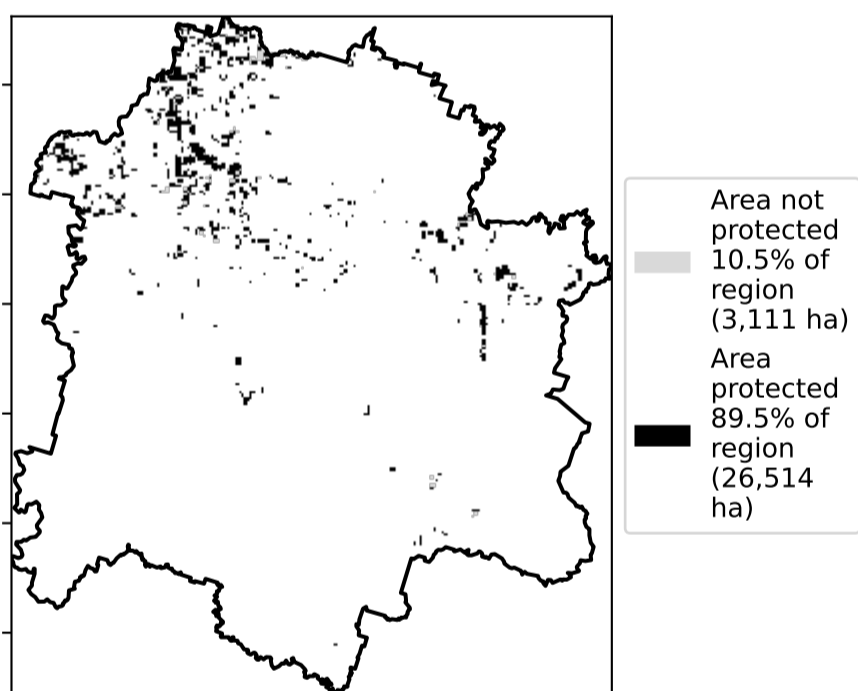 Area not
protected
10.5% of
region
(3,111 ha)
Area
protected
89.5% of
region
(26,514
ha)